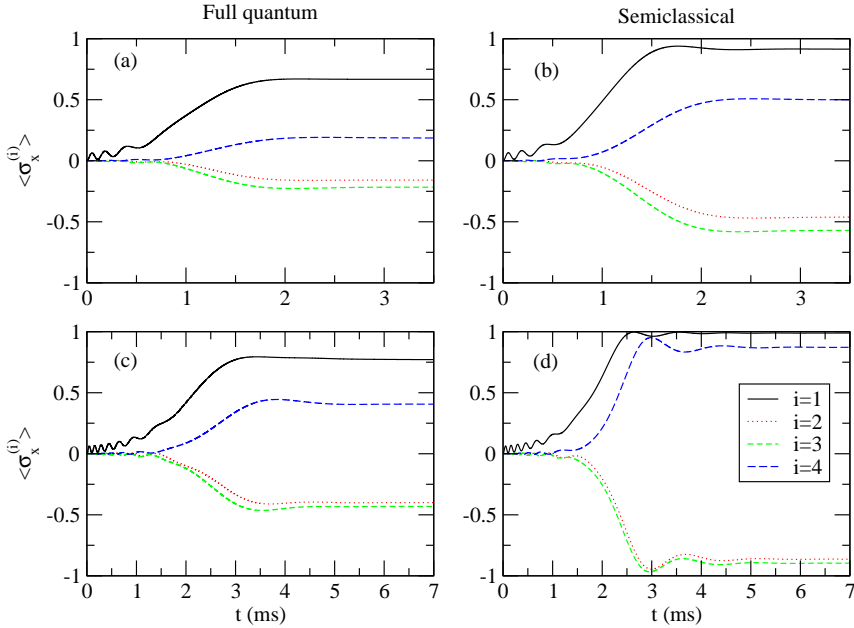 Full quantum
Semiclassical
<σx(i)>
1
0.5
0
-0.5
-1
(a)
0 1 2 3
1
0.5
0
-0.5
-1
(b)
0 1 2 3
<σx(i)>
1
0.5
0
-0.5
-1
(c)
0 1 2 3 4 5 6 7
t (ms)
1
0.5
0
-0.5
-1
(d)
i=1
i=2
i=3
i=4
0 1 2 3 4 5 6 7
t (ms)